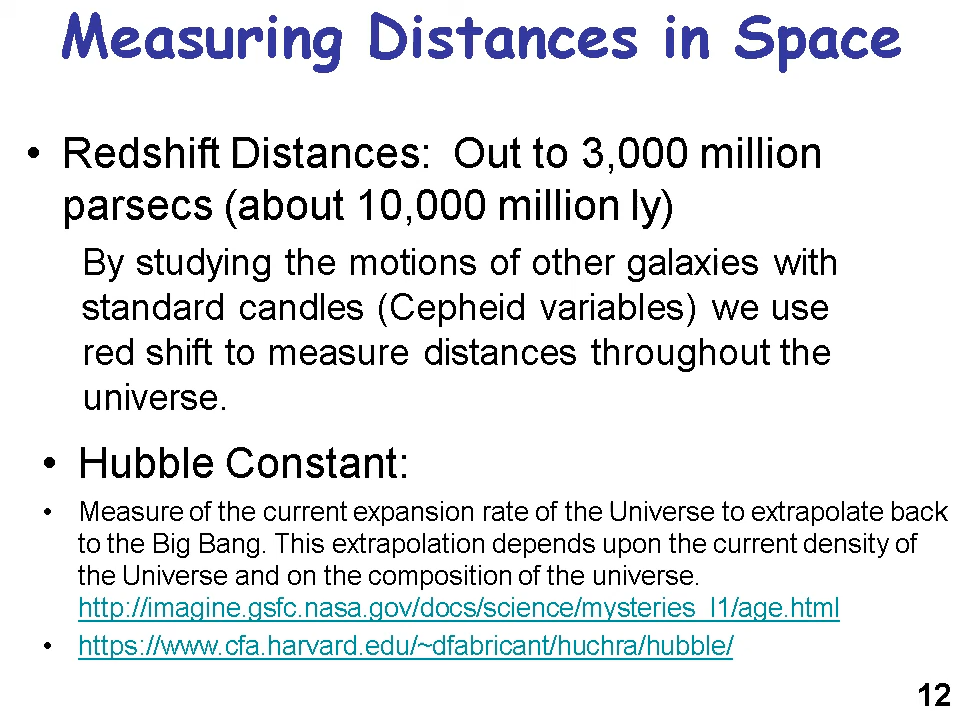 Measuring Distances in Space
• Redshift Distances: Out to 3,000 million
parsecs (about 10,000 million ly)
By studying the motions of other galaxies with
standard candles (Cepheid variables) we use
red shift to measure distances throughout the
universe.
• Hubble Constant:
• Measure of the current expansion rate of the Universe to extrapolate back
to the Big Bang. This extrapolation depends upon the current density of
the Universe and on the composition of the universe.
http://imagine.gsfc.nasa.gov/docs/science/mysteries_l1/age.html
• https://www.cfa.harvard.edu/~dfabricant/huchra/hubble/
12